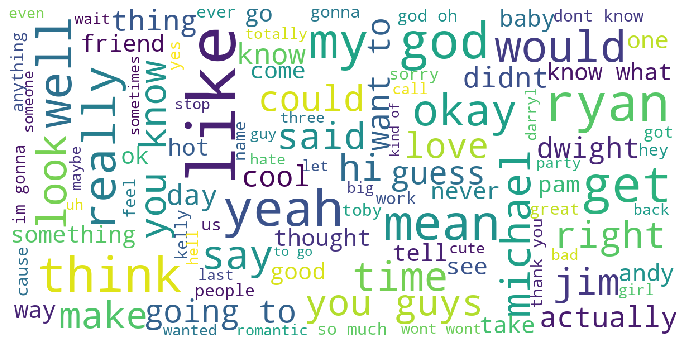 even
wait
thing
ever
go
gonna
god oh
baby
dont know
totally
would
one
friend
yes
know
my
god
didnt
know what
anything
someone
well
sometimes
like
come
could
want to
sorry
call
okay
ryan
look
really
you know
stop
name
guy
three
said
kind of
love
darryl
got
hey
im gonna
maybe
uh
ok
hot
cool
hate
let
hi
guess
michael
dwight
party
feel
day
us
big
work
never
pam
get
great
back
something
kelly
hell
yeah
toby
mean
thank you
right
cause
say
thought
tell
cute
see
bad
girl
think
to go
good
time
jim
andy
way
make
last
people
going to
you guys
take
actually
wanted
romantic
so much
wont wont